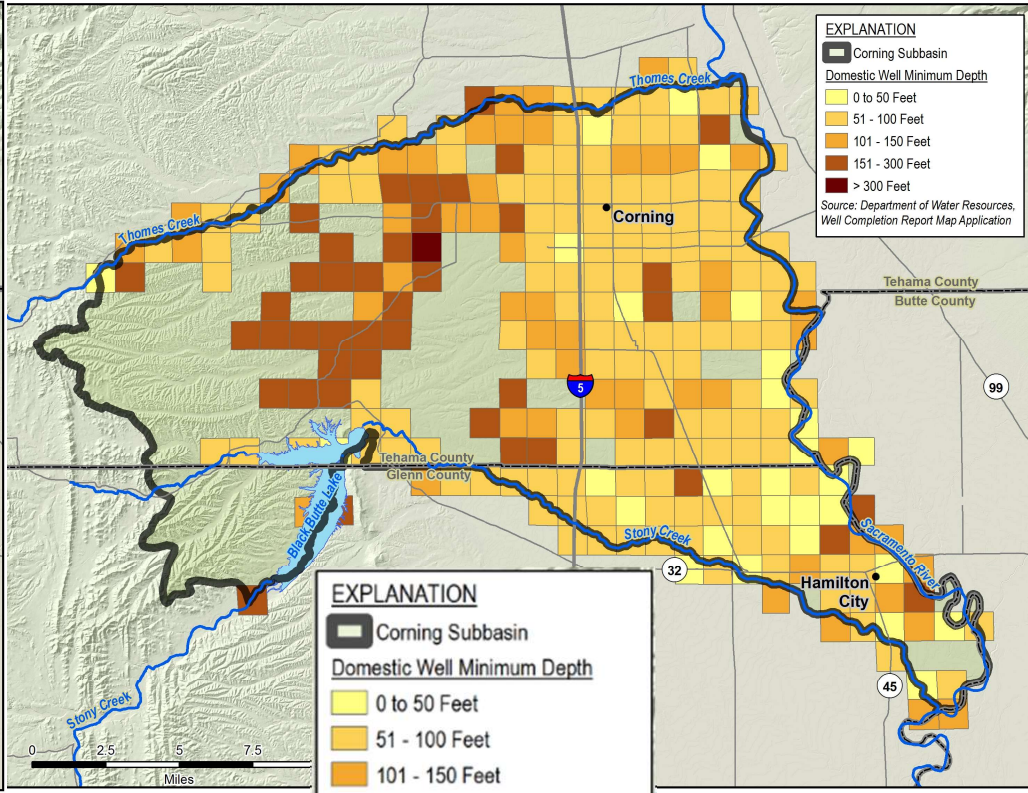 EXPLANATION
Corning Subbasin
Domestic Well Minimum Depth
0 to 50 Feet
51 - 100 Feet
101 - 150 Feet
151 - 300 Feet
> 300 Feet
Source: Department of Water Resources,
Well Completion Report Map Application
Thomes Creek
Corning
Thomes Creek
Tehama County
Butte County
5
99
Tehama County
Glenn County
Black Butte Lake
Stony Creek
Sacramento River
32
Hamilton
City
45
Stony Creek
0 2.5 5 7.5
Miles
EXPLANATION
Corning Subbasin
Domestic Well Minimum Depth
0 to 50 Feet
51 - 100 Feet
101 - 150 Feet